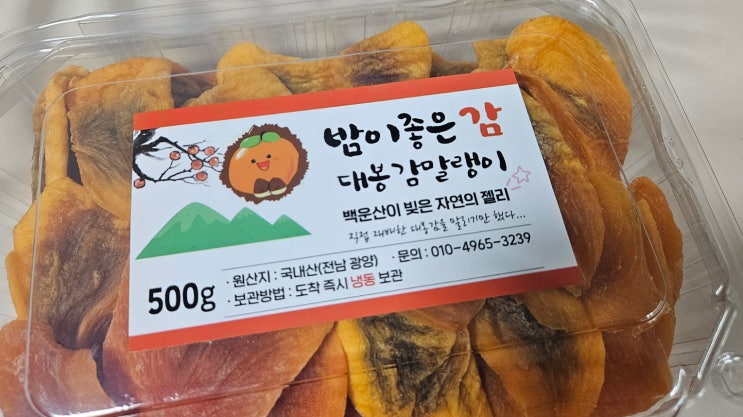 밤이좋은감
대봉감말랭이
백운산이 빚은 자연의 젤리
직접 재배한 대봉감을 말리기만 했다...
500g
· 원산지 : 국내산(전남 광양) · 문의 : 010-4965-3239
· 보관방법 : 도착 즉시 냉동 보관